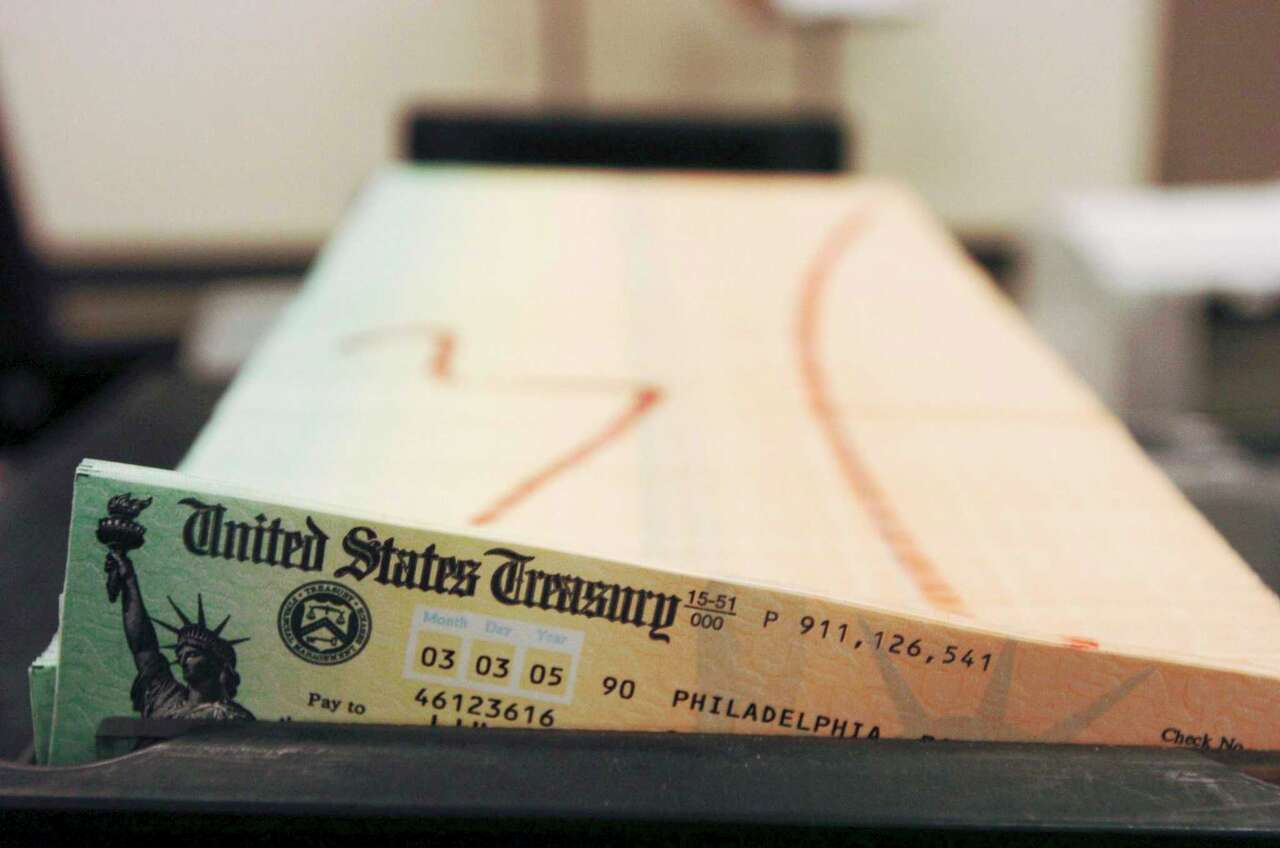 United States Treasury
15-51
000
P 911,126,541
Month Day Year
03 03 05
90 PHILADELPHIA,
Pay to
46123616
Check No.